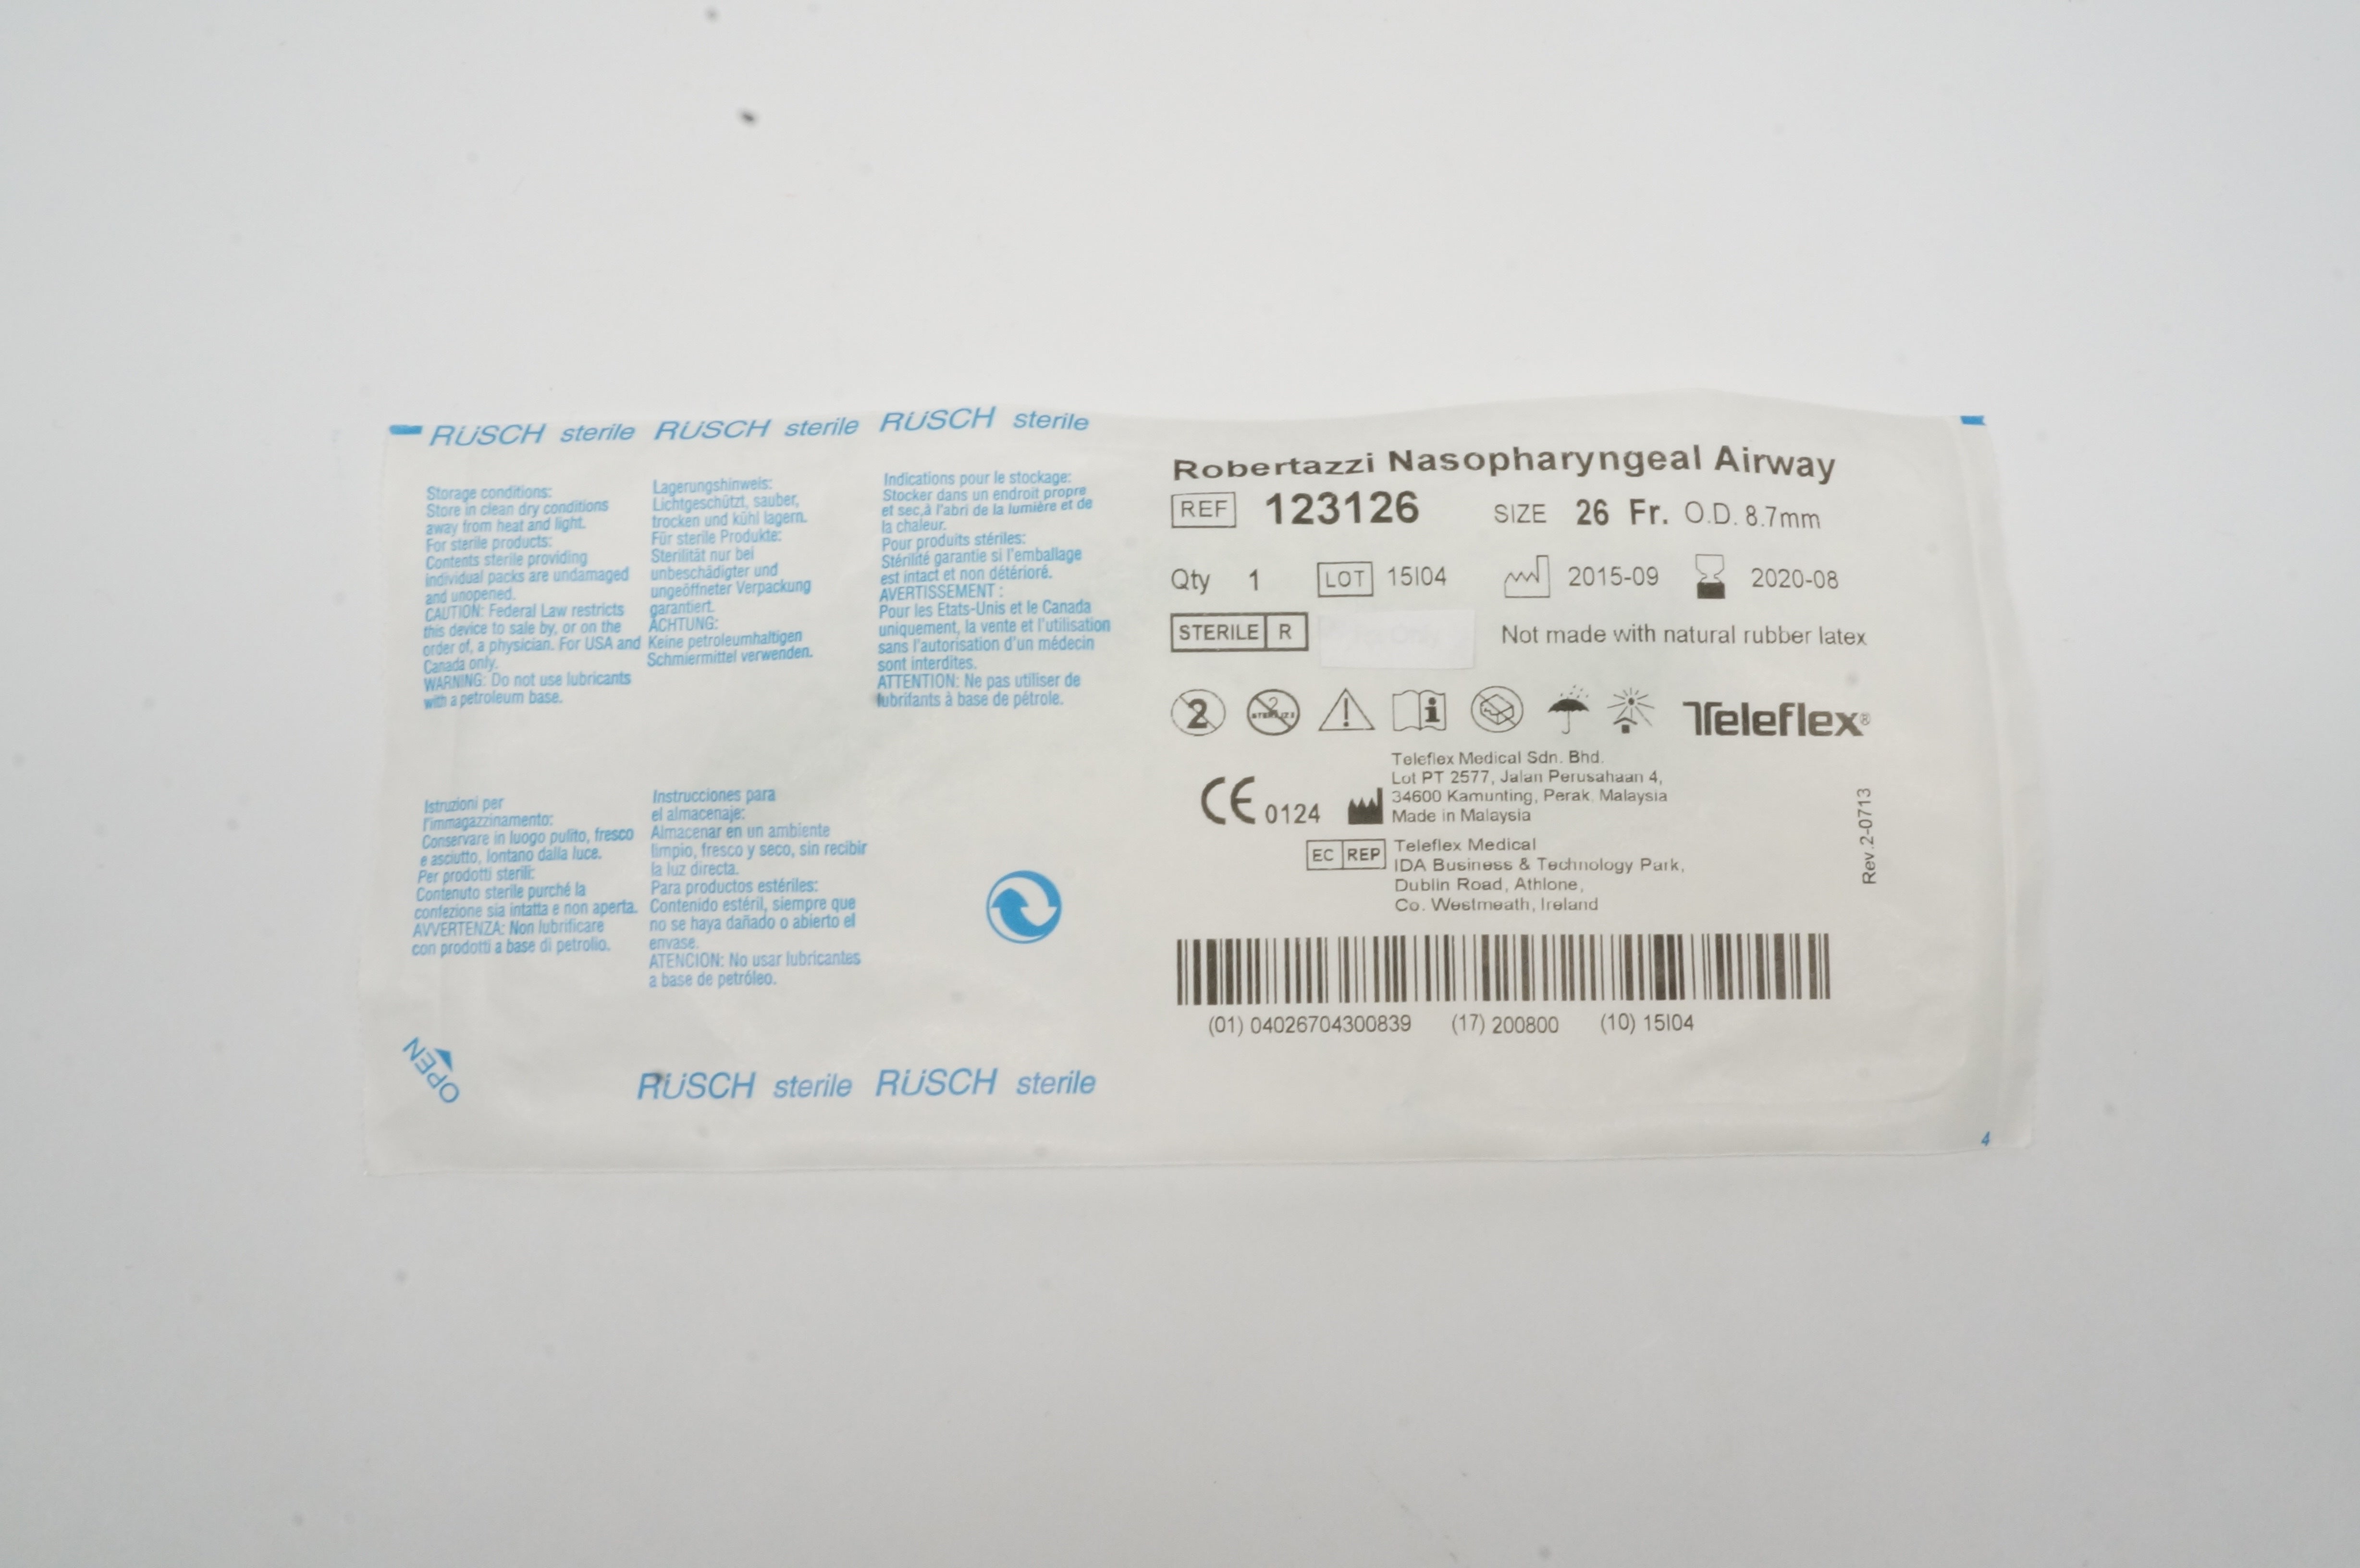 RÜSCH sterile RÜSCH sterile RÜSCH sterile
Storage conditions:
Store in clean dry conditions
away from heat and light.
For sterile products:
Contents sterile providing
individual packs are undamaged
and unopened.
CAUTION: Federal Law restricts
this device to sale by, or on the
order of, a physician. For USA and
Canada only.
WARNING: Do not use lubricants
with a petroleum base.
Lagerungshinweis:
Lichtgeschützt, sauber,
trocken und kühl lagern.
Für sterile Produkte:
Sterilität nur bei
unbeschädigter und
ungeöffneter Verpackung
garantiert.
ACHTUNG:
Keine petroleumhaltigen
Schmiermittel verwenden.
Indications pour le stockage:
Stocker dans un endroit propre
et sec,à l'abri de la lumière et de
la chaleur.
Pour produits stériles:
Stérilité garantie si l'emballage
est intact et non détérioré.
AVERTISSEMENT :
Pour les Etats-Unis et le Canada
uniquement, la vente et l'utilisation
sans l'autorisation d'un médecin
sont interdites.
ATTENTION: Ne pas utiliser de
lubrifants à base de pétrole.
Istruzioni per
l'immagazzinamento:
Conservare in luogo pulito, fresco
e asciutto, lontano dalla luce.
Per prodotti sterili:
Contenuto sterile purché la
confezione sia intatta e non aperta.
AVVERTENZA: Non lubrificare
con prodotti a base di petrolio.
Instrucciones para
el almacenaje:
Almacenar en un ambiente
limpio, fresco y seco, sin recibir
la luz directa.
Para productos estériles:
Contenido estéril, siempre que
no se haya dañado o abierto el
envase.
ATENCION: No usar lubricantes
a base de petróleo.
OPEN
RÜSCH sterile RÜSCH sterile
Robertazzi Nasopharyngeal Airway
REF 123126 SIZE 26 Fr. O.D. 8.7mm
Qty 1 LOT 15I04 2015-09 2020-08
STERILE R Not made with natural rubber latex
2 2 STERILIZE i Teleflex®
Teleflex Medical Sdn. Bhd.
Lot PT 2577, Jalan Perusahaan 4,
34600 Kamunting, Perak, Malaysia
Made in Malaysia
CE 0124
EC REP
Teleflex Medical
IDA Business & Technology Park,
Dublin Road, Athlone,
Co. Westmeath, Ireland
Rev.2-0713
(01) 04026704300839 (17) 200800 (10) 15I04
4